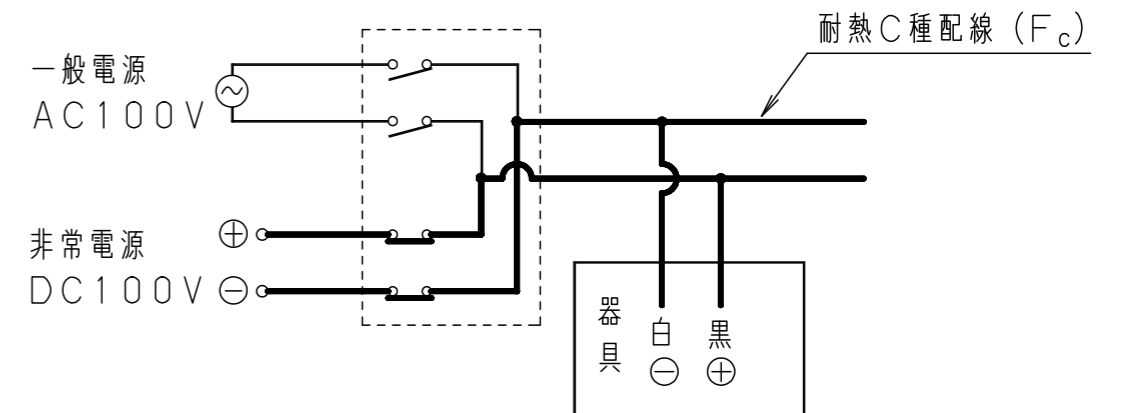 耐熱C種配線（Fc）
一般電源
AC100V
非常電源 ⊕
DC100V ⊖
器具
白 黒
⊖ ⊕